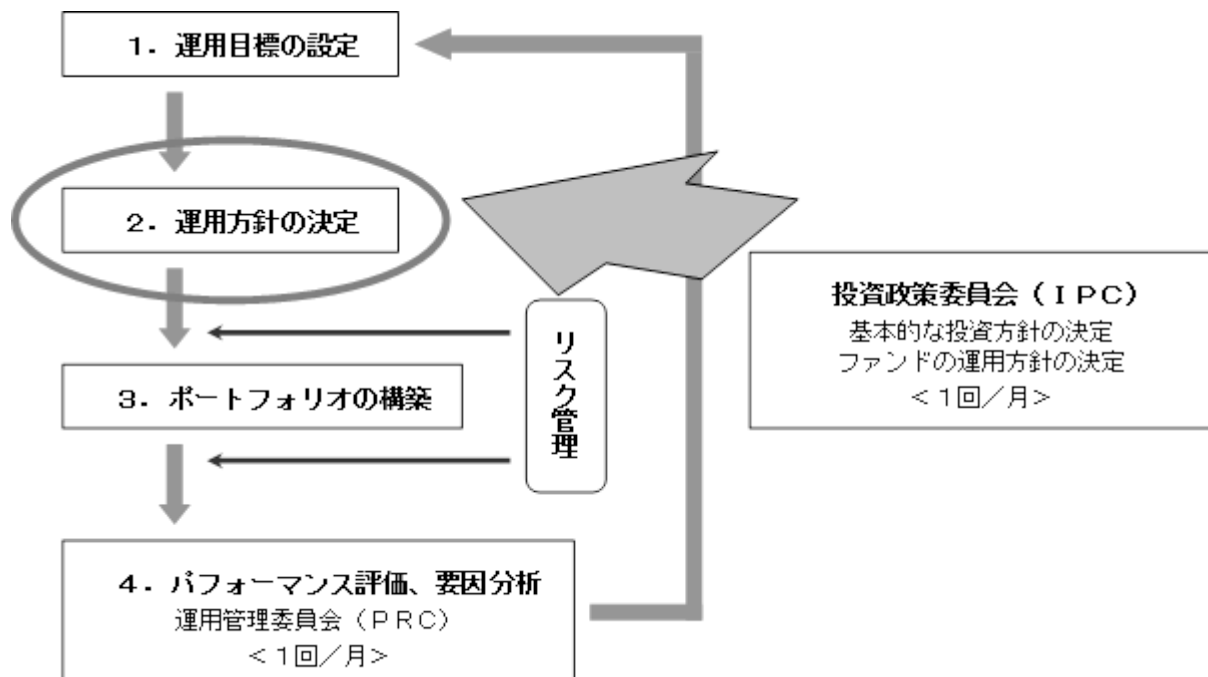 １．運用目標の設定
２．運用方針の決定
３．ポートフォリオの構築
リスク管理
４．パフォーマンス評価、要因分析
運用管理委員会（ＰＲＣ）
＜１回／月＞
投資政策委員会（ＩＰＣ）
基本的な投資方針の決定
ファンドの運用方針の決定
＜１回／月＞